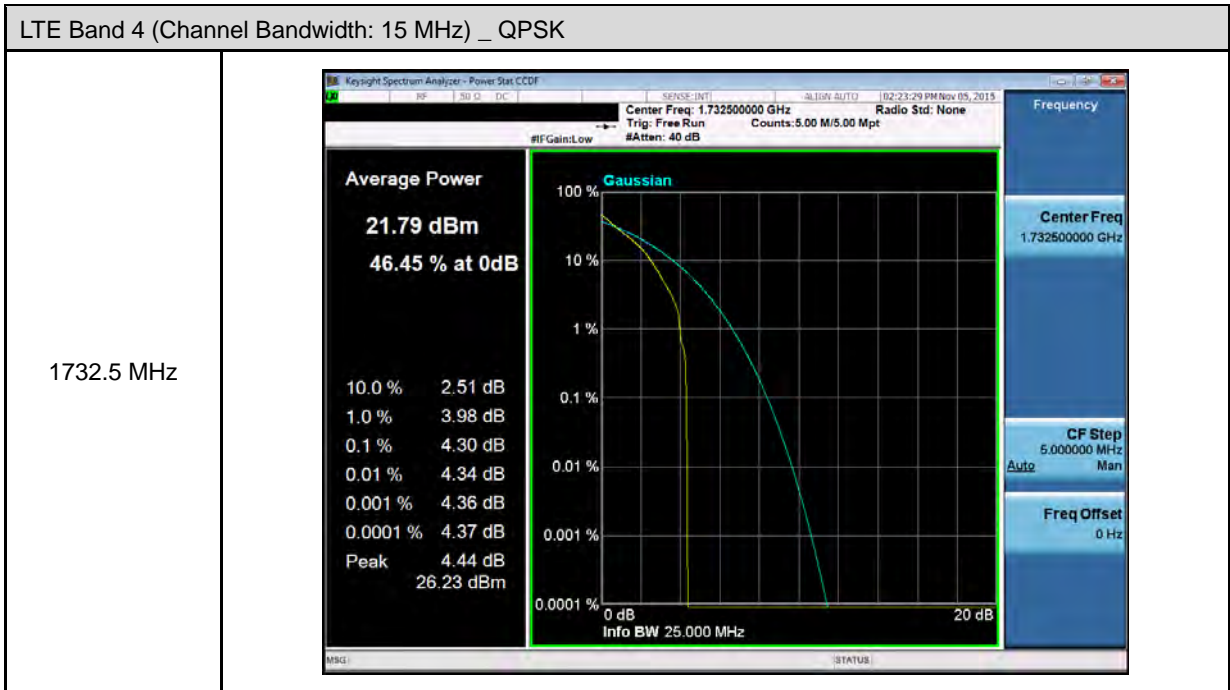 LTE Band 4 (Channel Bandwidth: 15 MHz) _ QPSK
1732.5 MHz
Keysight Spectrum Analyzer - Power Stat CCDF
RF 50 Ω DC SENSE:INT ALIGN AUTO 02:23:29 PM Nov 05, 2015
Center Freq: 1.732500000 GHz Radio Std: None
Trig: Free Run Counts:5.00 M/5.00 Mpt
#IFGain:Low #Atten: 40 dB
Average Power
21.79 dBm
46.45 % at 0dB
10.0 % 2.51 dB
1.0 % 3.98 dB
0.1 % 4.30 dB
0.01 % 4.34 dB
0.001 % 4.36 dB
0.0001 % 4.37 dB
Peak 4.44 dB
26.23 dBm
Gaussian
100 %
10 %
1 %
0.1 %
0.01 %
0.001 %
0.0001 %
0 dB 20 dB
Info BW 25.000 MHz
Frequency
Center Freq
1.732500000 GHz
CF Step
5.000000 MHz
Auto Man
Freq Offset
0 Hz
MSG STATUS